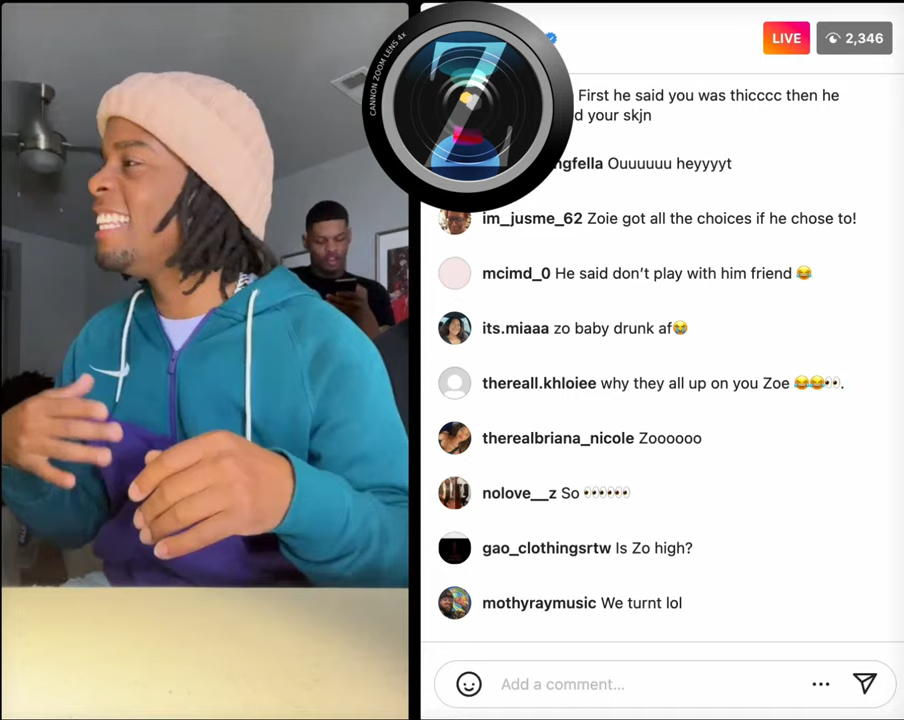 CANNON ZOOM LENS 4x
Z
LIVE
2,346
First he said you was thicccc then he
d your skjn
ngfella Ouuuuuu heyyyyt
im_jusme_62 Zoie got all the choices if he chose to!
mcimd_0 He said don’t play with him friend 😂
its.miaaa zo baby drunk af😭
thereall.khloiee why they all up on you Zoe 😂😂👀.
therealbriana_nicole Zoooooo
nolove__z So 👀👀👀
gao_clothingsrtw Is Zo high?
mothyraymusic We turnt lol
Add a comment...